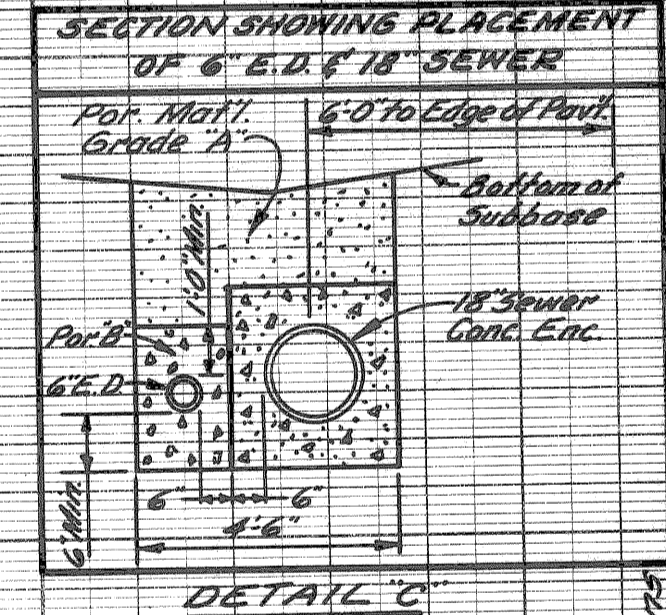 SECTION SHOWING PLACEMENT
OF 6" E.D. & 18" SEWER
Por. Mat'l.
Grade "A"
6'-0" to Edge of Pav't.
Bottom of
Subbase
1'-0" Min.
18" Sewer
Conc. Enc.
Por. "B"
6" E.D.
6" Min.
6"
6"
4'-6"
DETAIL "C"